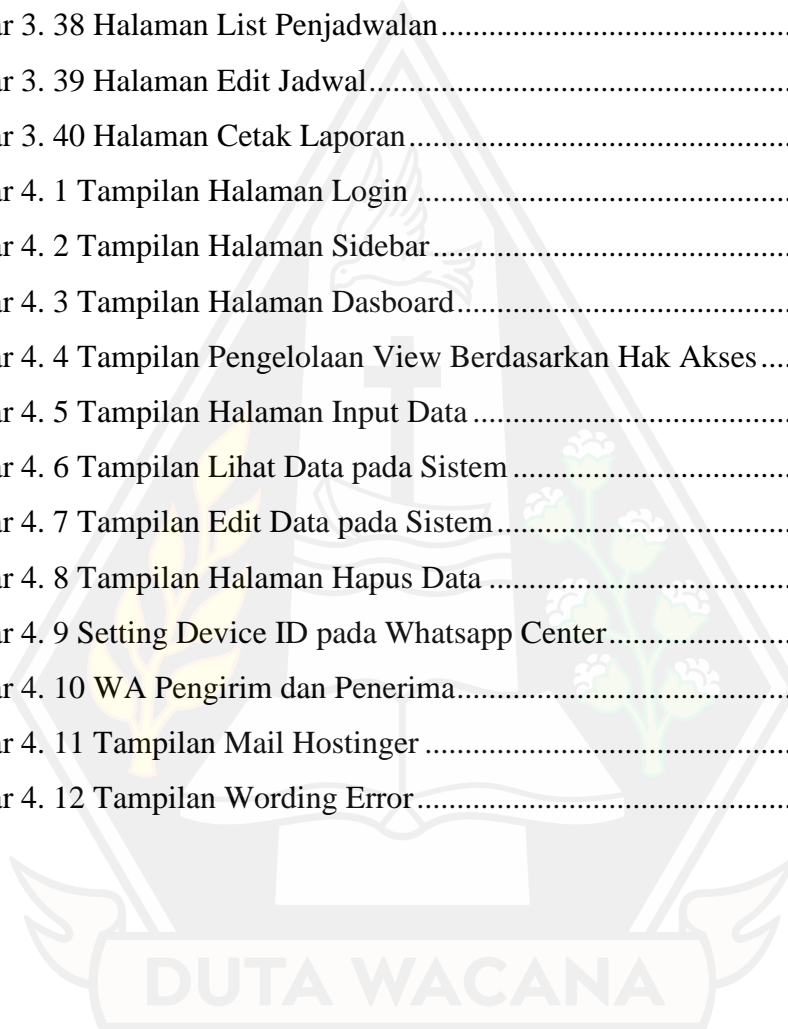 ar 3. 38 Halaman List Penjadwalan................................................
ar 3. 39 Halaman Edit Jadwal................................................
ar 3. 40 Halaman Cetak Laporan................................................
ar 4. 1 Tampilan Halaman Login ................................................
ar 4. 2 Tampilan Halaman Sidebar................................................
ar 4. 3 Tampilan Halaman Dasboard................................................
ar 4. 4 Tampilan Pengelolaan View Berdasarkan Hak Akses....
ar 4. 5 Tampilan Halaman Input Data................................................
ar 4. 6 Tampilan Lihat Data pada Sistem................................................
ar 4. 7 Tampilan Edit Data pada Sistem................................................
ar 4. 8 Tampilan Halaman Hapus Data ................................................
ar 4. 9 Setting Device ID pada Whatsapp Center..........................
ar 4. 10 WA Pengirim dan Penerima................................................
ar 4. 11 Tampilan Mail Hostinger ................................................
ar 4. 12 Tampilan Wording Error................................................
DUTA WACANA